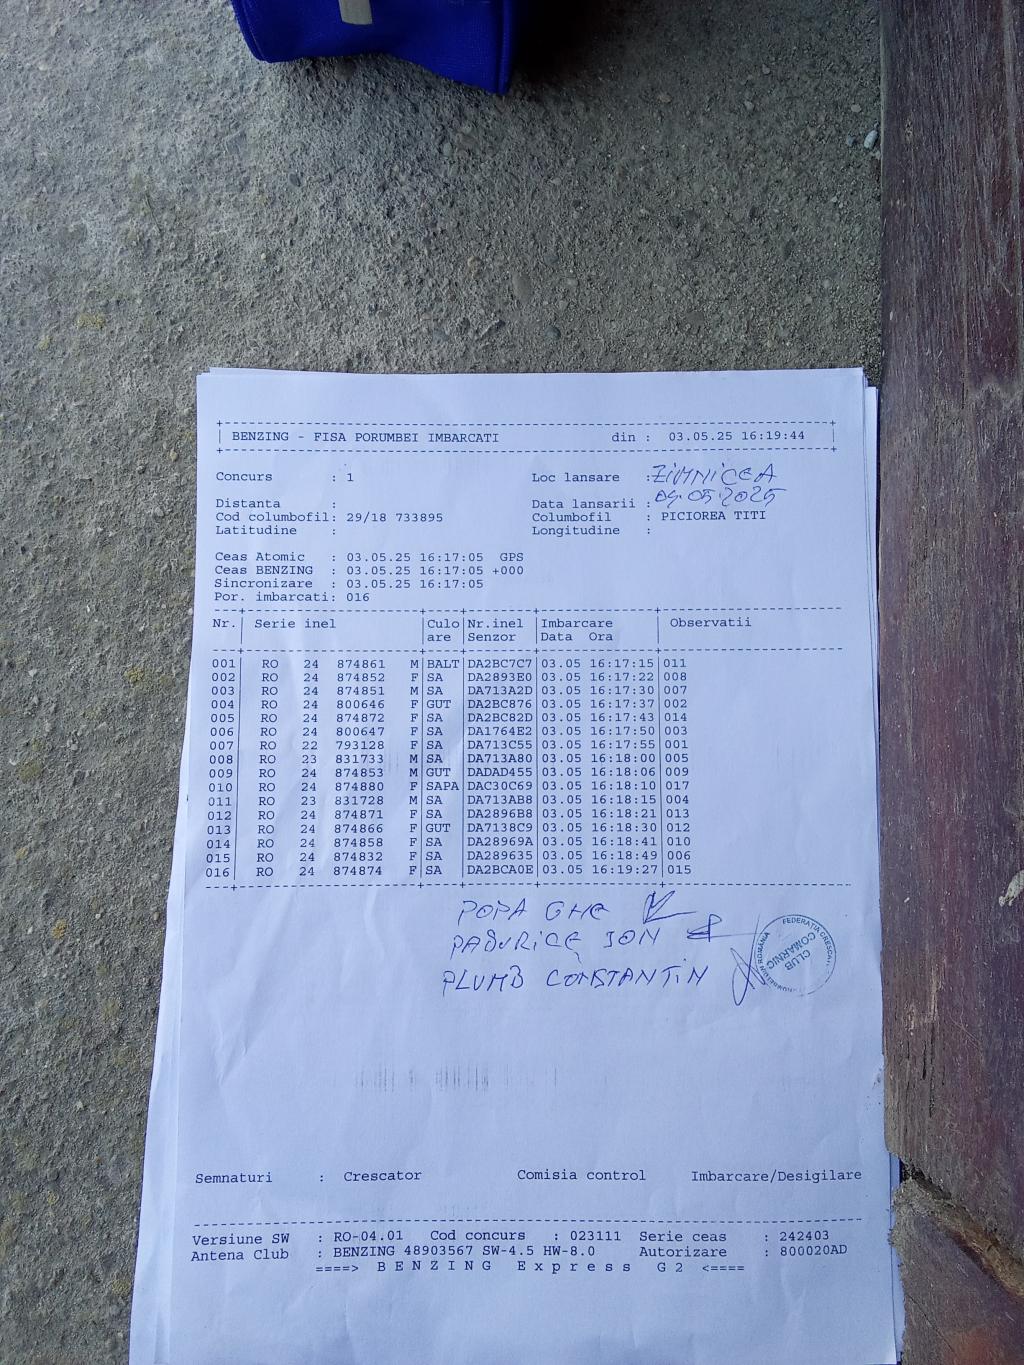 BENZING - FISA PORUMBEI IMBARCATI din : 03.05.25 16:19:44
Concurs : 1 Loc lansare : ZIMNICEA
Distanta : Data lansarii : 05.2025
Cod columbofil: 29/18 733895 Columbofil : PICIOREA TITI
Latitudine : Longitudine :
Ceas Atomic : 03.05.25 16:17:05 GPS
Ceas BENZING : 03.05.25 16:17:05 +000
Sincronizare : 03.05.25 16:17:05
Por. imbarcati: 016
Nr. Serie inel Culo Nr.inel Imbarcare Observatii
are Senzor Data Ora
001 RO 24 874861 M BALT DA2BC7C7 03.05 16:17:15 011
002 RO 24 874852 F SA DA2893E0 03.05 16:17:22 008
003 RO 24 874851 M SA DA713A2D 03.05 16:17:30 007
004 RO 24 800646 F GUT DA2BC876 03.05 16:17:37 002
005 RO 24 874872 F SA DA2BC82D 03.05 16:17:43 014
006 RO 24 800647 F SA DA1764E2 03.05 16:17:50 003
007 RO 22 793128 F SA DA713C55 03.05 16:17:55 001
008 RO 23 831733 M SA DA713A80 03.05 16:18:00 005
009 RO 24 874853 M GUT DADAD455 03.05 16:18:06 009
010 RO 24 874880 F SAPA DAC30C69 03.05 16:18:10 017
011 RO 23 831728 M SA DA713AB8 03.05 16:18:15 004
012 RO 24 874871 F SA DA2896B8 03.05 16:18:21 013
013 RO 24 874866 F GUT DA7138C9 03.05 16:18:30 012
014 RO 24 874858 F SA DA28969A 03.05 16:18:41 010
015 RO 24 874832 F SA DA289635 03.05 16:18:49 006
016 RO 24 874874 F SA DA2BCA0E 03.05 16:19:27 015
POPA GHE
PADURICE ION
PLUMB CONSTANTIN
CLUB
COMARNIC
Semnaturi : Crescator Comisia control Imbarcare/Desigilare
Versiune SW : RO-04.01 Cod concurs : 023111 Serie ceas : 242403
Antena Club : BENZING 48903567 SW-4.5 HW-8.0 Autorizare : 800020AD
====> BENZING Express G2 <====